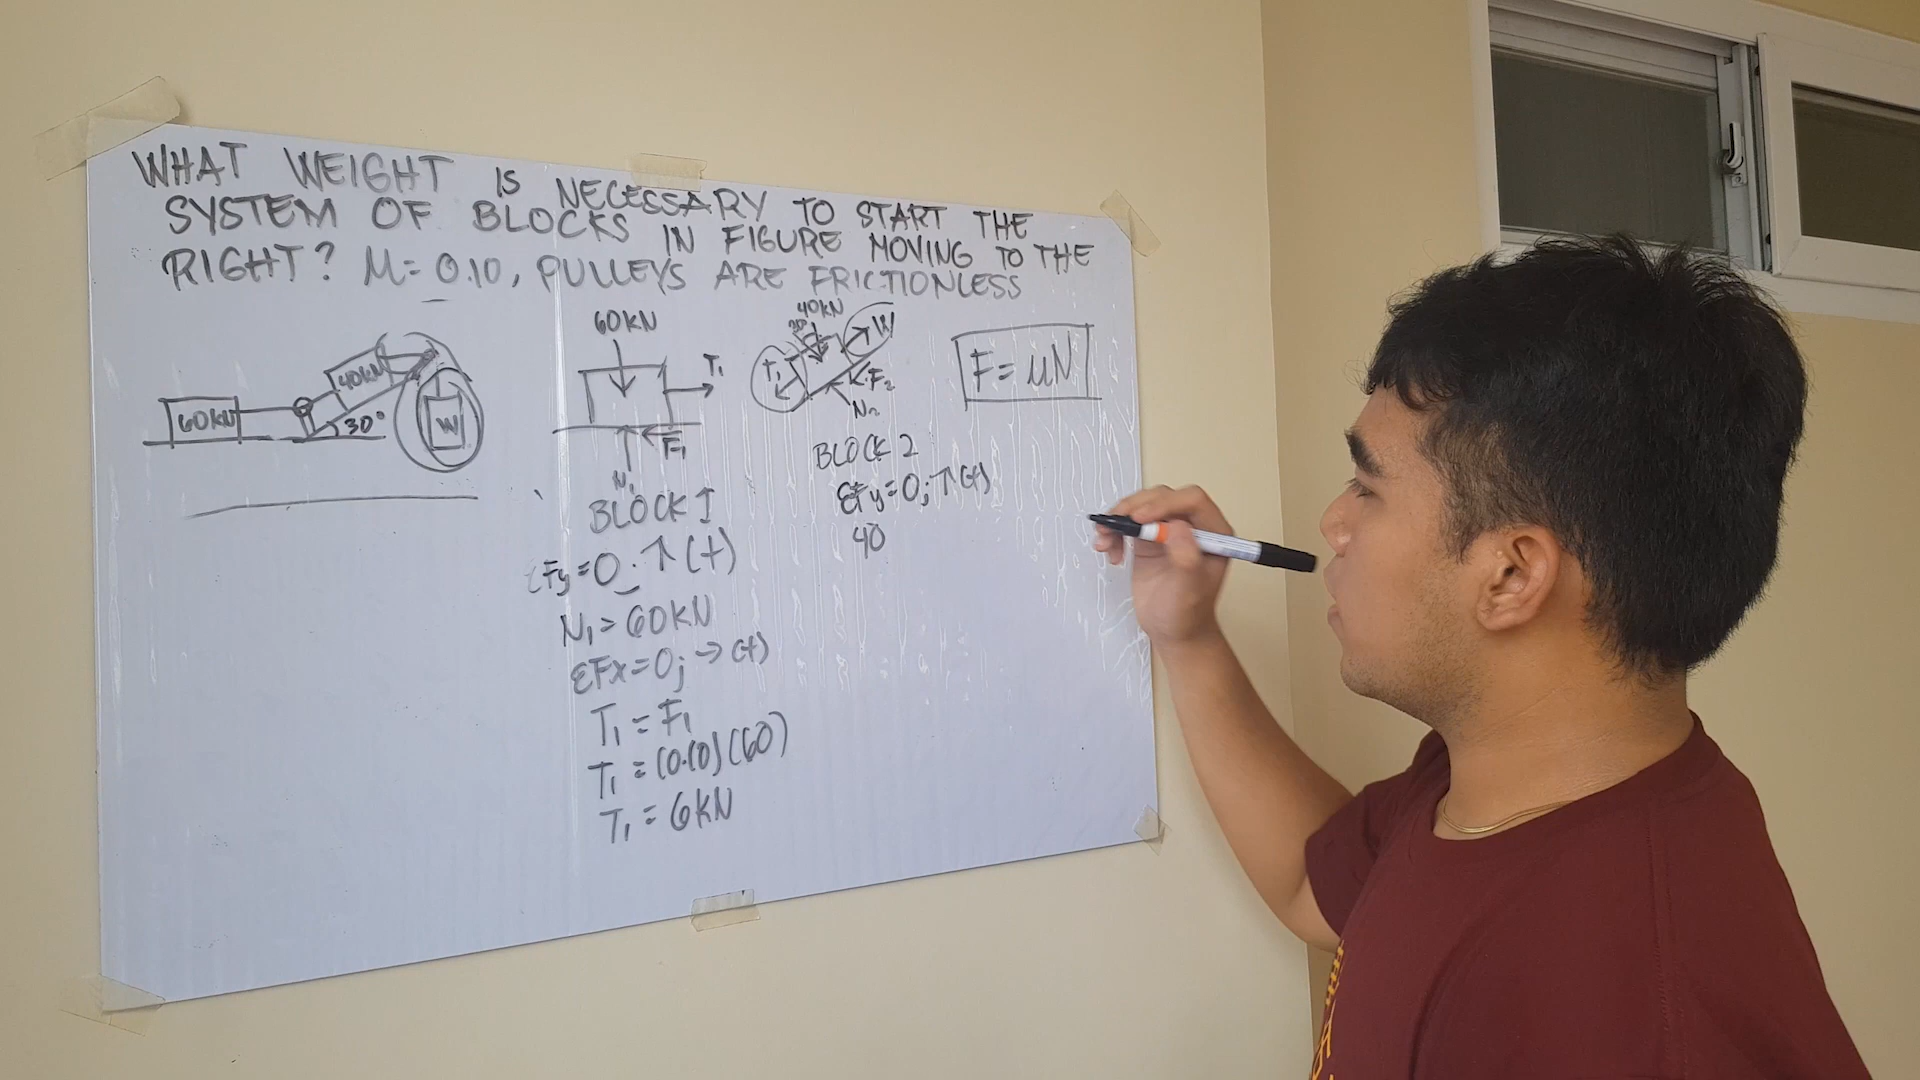 WHAT WEIGHT IS NECESSARY TO START THE
SYSTEM OF BLOCKS IN FIGURE MOVING TO THE
RIGHT? M = 0.10, PULLEYS ARE FRICTIONLESS
60KN
40KN
30°
W
60KN
T₁
F₁
N₁
BLOCK I
ΣFy=0; ↑(+)
N₁ = 60KN
ΣFx=0; → (+)
T₁ = F₁
T₁ = (0.10)(60)
T₁ = 6KN
40KN
30°
W
T₁
F₂
N₂
BLOCK 2
ΣFy=0; ↑(+)
40
F = μN